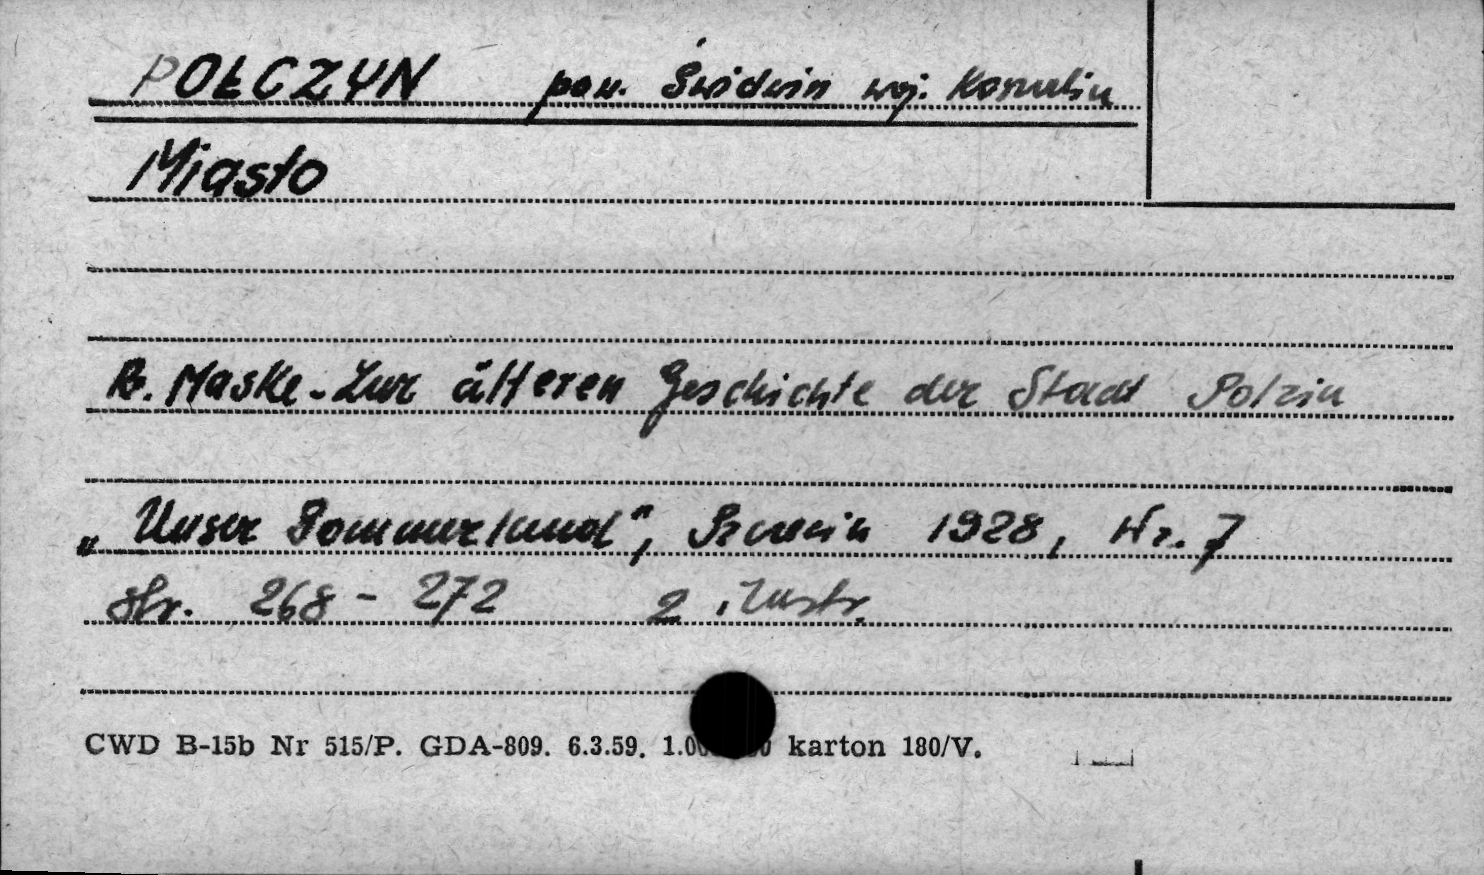 POŁCZYN pow. Świdwin woj. Koszalin
Miasto
R. Maske - Zur älteren Geschichte der Stadt Polzin
„Unser Pommerland", Szczecin 1928, Nr. 7
str. 268 - 272 2 ilustr.
CWD B-15b Nr 515/P. GDA-809. 6.3.59. karton 180/V.